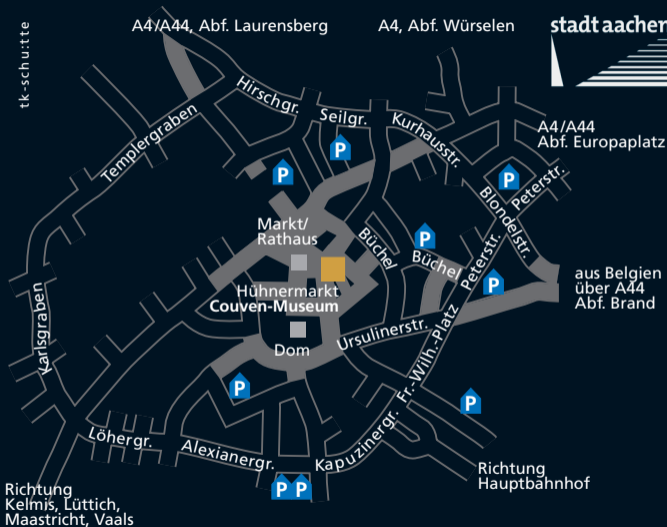 tk-schu:tte
A4/A44, Abf. Laurensberg
A4, Abf. Würselen
stadt aachen
Hirschgr.
Seilgr.
Kurhausstr.
A4/A44
Abf. Europaplatz
Templergraben
P
P
P
Peterstr.
Blondelstr.
Markt/
Rathaus
Büchel
P
Büchel
Peterstr.
P
aus Belgien
über A44
Abf. Brand
Hühnermarkt
Couven-Museum
Karlsgraben
Dom
Ursulinerstr.
Fr.-Wilh.-Platz
P
P
Löhergr.
Alexianergr.
Kapuzinergr.
P
P
Richtung
Hauptbahnhof
Richtung
Kelmis, Lüttich,
Maastricht, Vaals